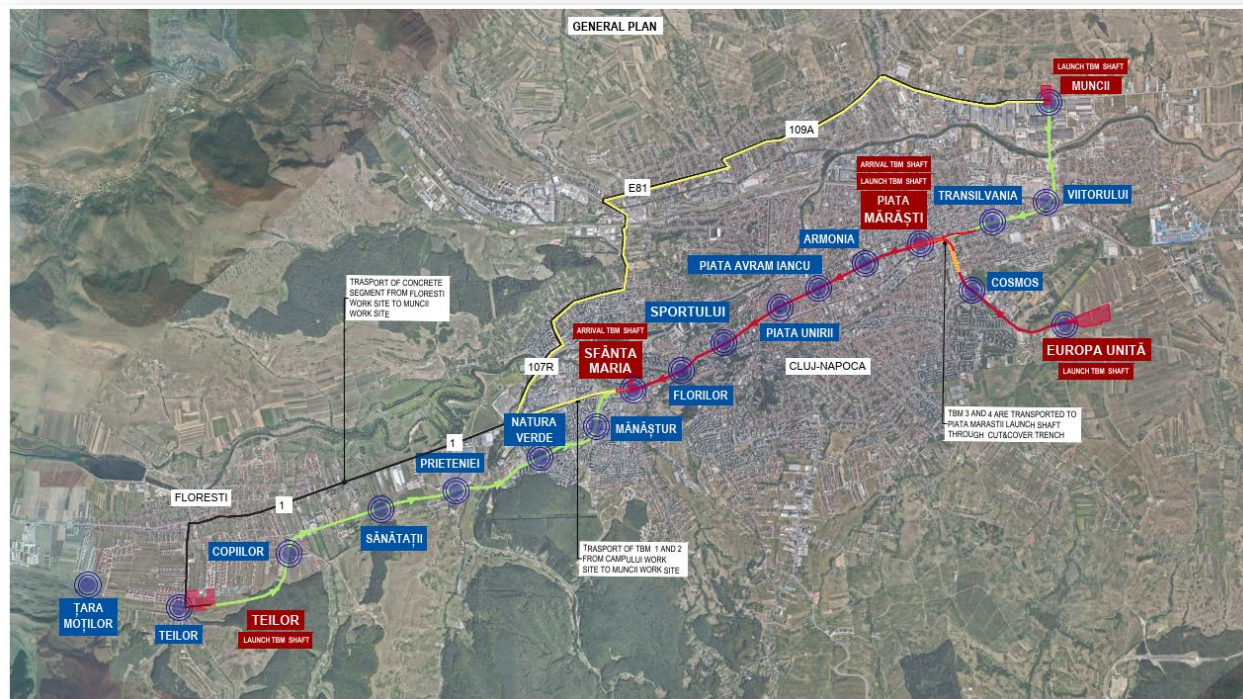 GENERAL PLAN
LAUNCH TBM SHAFT
MUNCII
109A
ARRIVAL TBM SHAFT
LAUNCH TBM SHAFT
PIATA
MĂRĂȘTI
E81
TRANSILVANIA
VIITORULUI
ARMONIA
PIATA AVRAM IANCU
TRASPORT OF CONCRETE
SEGMENT FROM FLORESTI
WORK SITE TO MUNCII
WORK SITE
COSMOS
SPORTULUI
PIATA UNIRII
ARRIVAL TBM SHAFT
SFÂNTA
MARIA
EUROPA UNITĂ
LAUNCH TBM SHAFT
107R
CLUJ-NAPOCA
FLORILOR
TBM 3 AND 4 ARE TRANSPORTED TO
PIATA MARASTII LAUNCH SHAFT
THROUGH CUT&COVER TRENCH
NATURA
VERDE
MĂNĂȘTUR
1
PRIETENIEI
FLORESTI
1
SĂNĂTAȚII
COPIILOR
TRASPORT OF TBM 1 AND 2
FROM CAMPULUI WORK
SITE TO MUNCII WORK SITE
ȚARA
MOȚILOR
TEILOR
TEILOR
LAUNCH TBM SHAFT